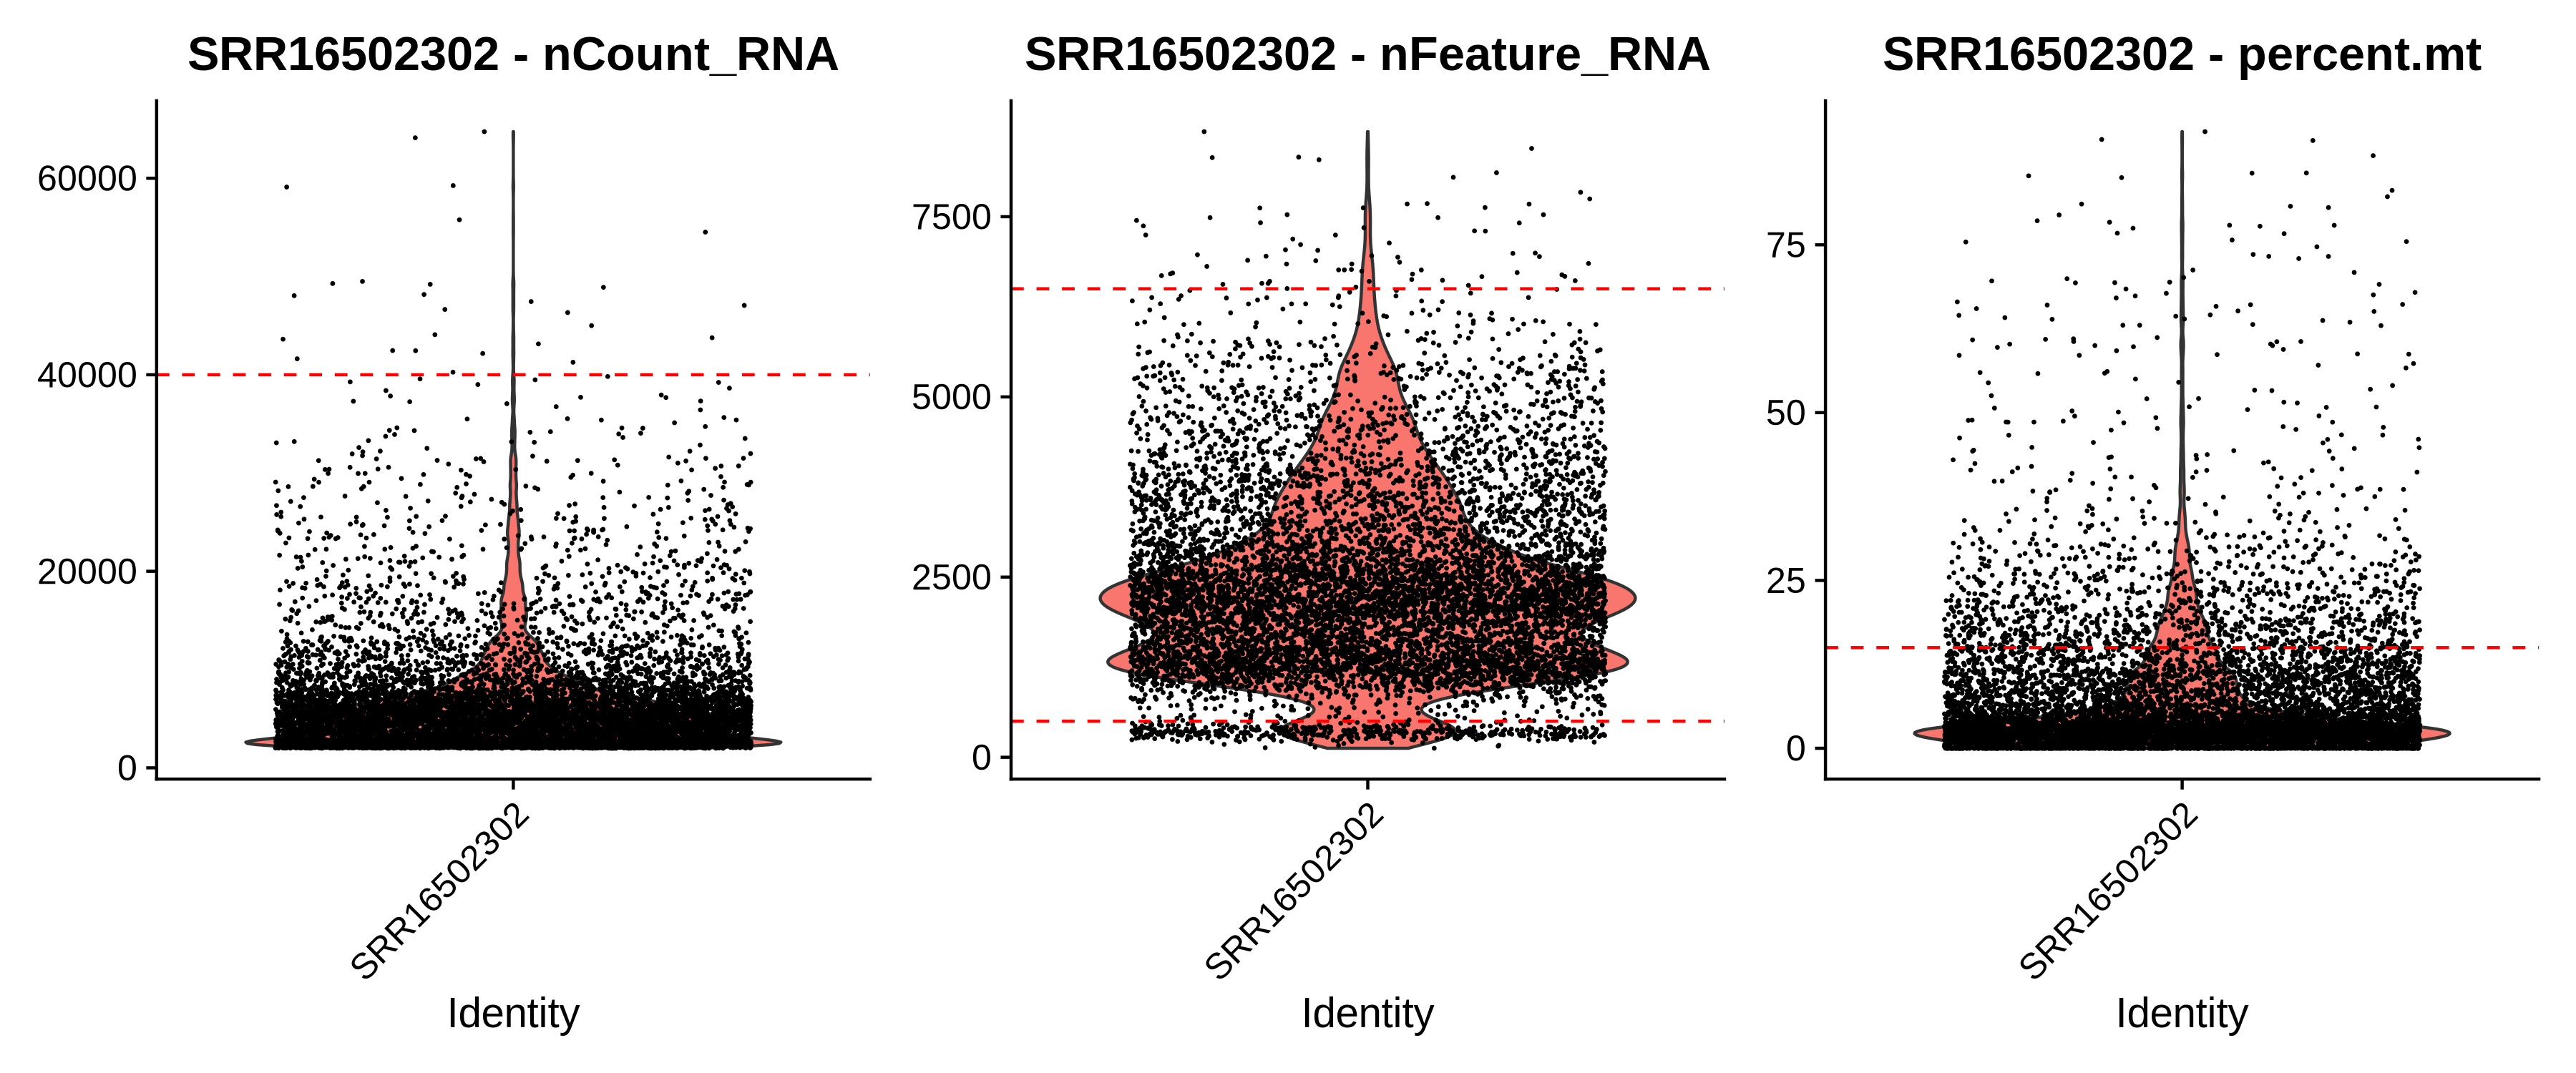 SRR16502302 - nCount_RNA
60000
40000
20000
0
SRR16502302
Identity
SRR16502302 - nFeature_RNA
7500
5000
2500
0
SRR16502302
Identity
SRR16502302 - percent.mt
75
50
25
0
SRR16502302
Identity